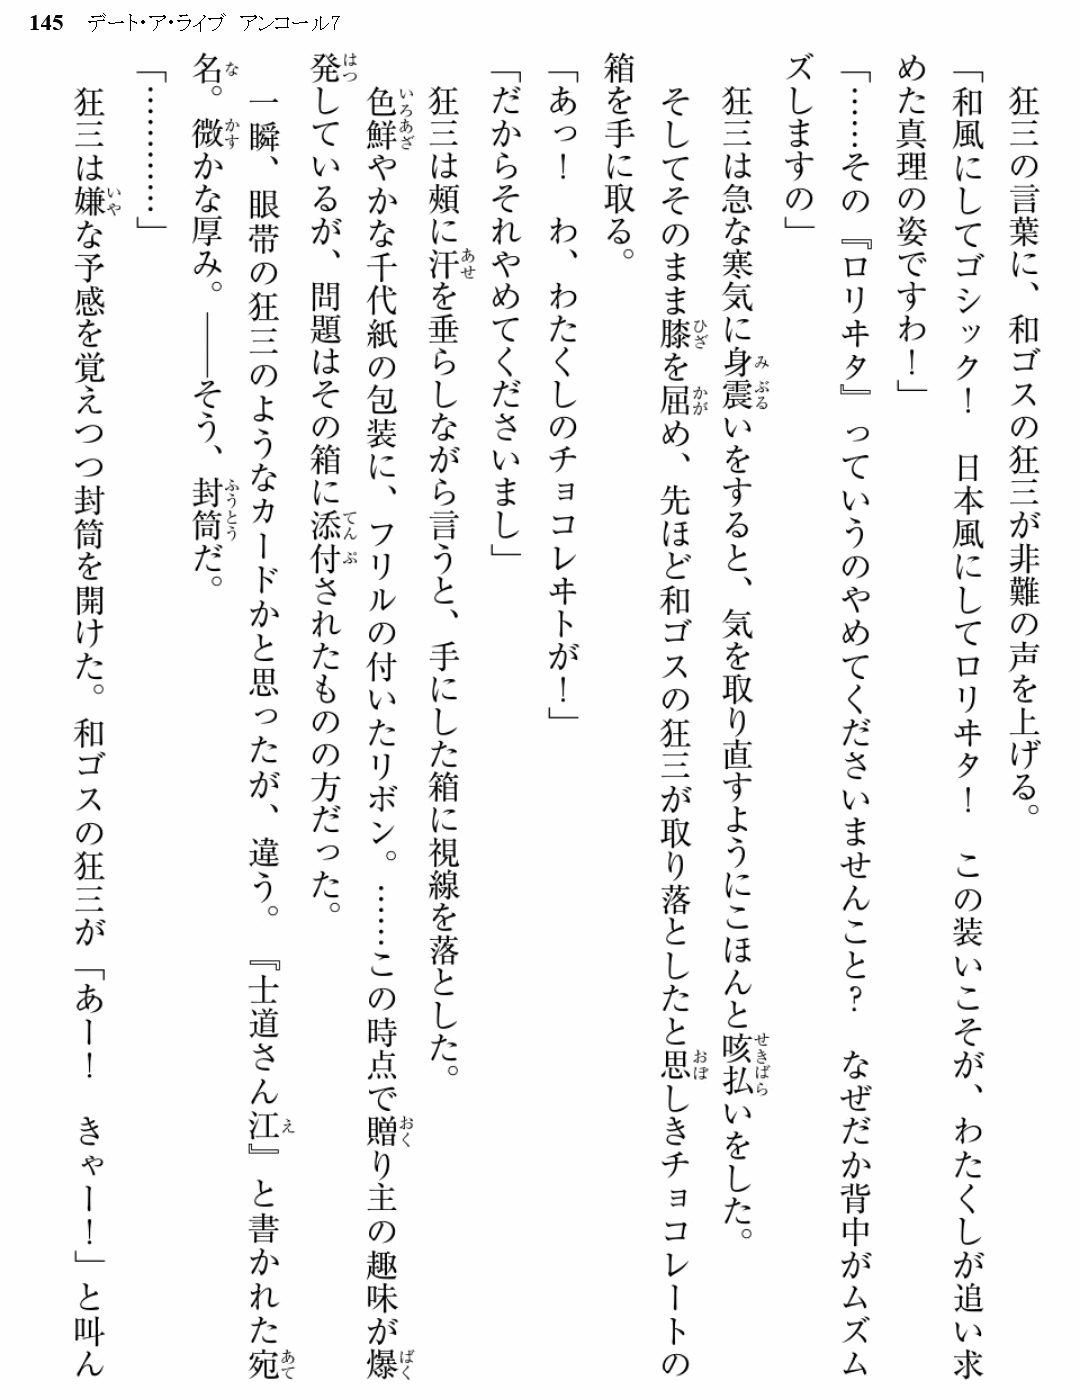 145 デート・ア・ライブ アンコール7
狂三の言葉に、和ゴスの狂三が非難の声を上げる。
「和風にしてゴシック！　日本風にしてロリヰタ！　この装いこそが、わたくしが追い求
めた真理の姿ですわ！」
「……その『ロリヰタ』っていうのやめてくださいませんこと？　なぜだか背中がムズム
ズしますの」
狂三は急な寒気に身震いをすると、気を取り直すようにこほんと咳払いをした。
そしてそのまま膝を屈め、先ほど和ゴスの狂三が取り落としたと思しきチョコレートの
箱を手に取る。
「あっ！　わ、わたくしのチョコレヰトが！」
「だからそれやめてくださいまし」
狂三は頰に汗を垂らしながら言うと、手にした箱に視線を落とした。
色鮮やかな千代紙の包装に、フリルの付いたリボン。……この時点で贈り主の趣味が爆
発しているが、問題はその箱に添付されたものの方だった。
一瞬、眼帯の狂三のようなカードかと思ったが、違う。『士道さん江』と書かれた宛
名。微かな厚み。――そう、封筒だ。
「…………」
狂三は嫌な予感を覚えつつ封筒を開けた。和ゴスの狂三が「あー！　きゃー！」と叫ん